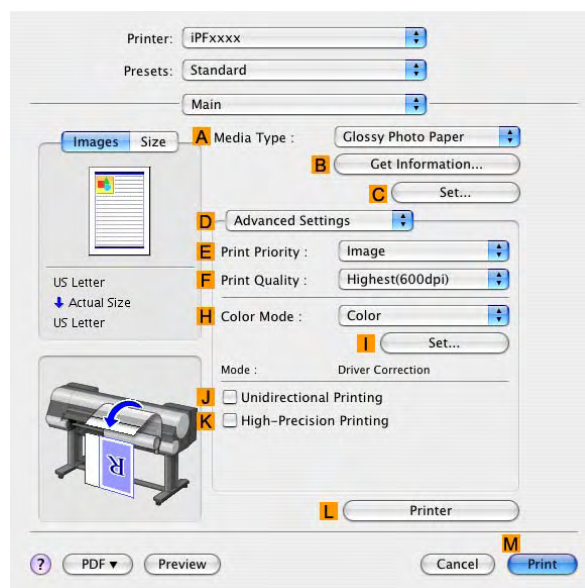 Printer: iPFxxxx
Presets: Standard
Main
Images Size
A Media Type : Glossy Photo Paper
B Get Information...
C Set...
D Advanced Settings
E Print Priority : Image
F Print Quality : Highest(600dpi)
US Letter
Actual Size
US Letter
H Color Mode : Color
I Set...
Mode : Driver Correction
J Unidirectional Printing
K High-Precision Printing
R
L Printer
M
? PDF Preview Cancel Print